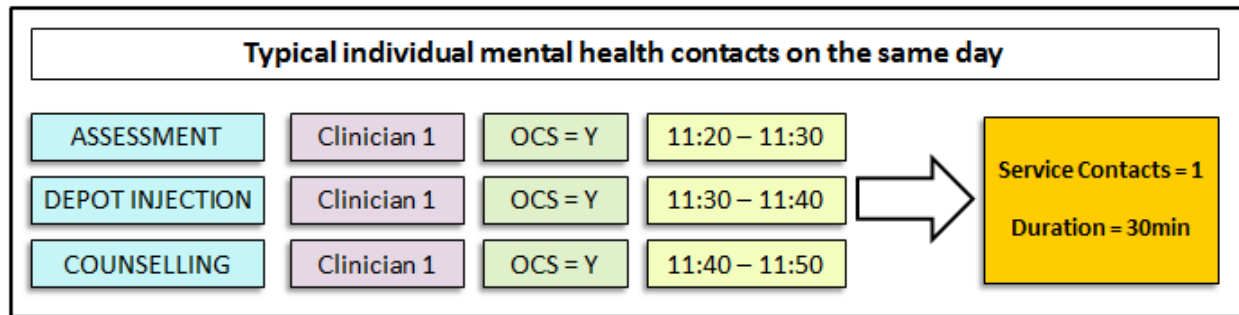 Typical individual mental health contacts on the same day
ASSESSMENT Clinician 1 OCS = Y 11:20 – 11:30
DEPOT INJECTION Clinician 1 OCS = Y 11:30 – 11:40
COUNSELLING Clinician 1 OCS = Y 11:40 – 11:50
Service Contacts = 1
Duration = 30min